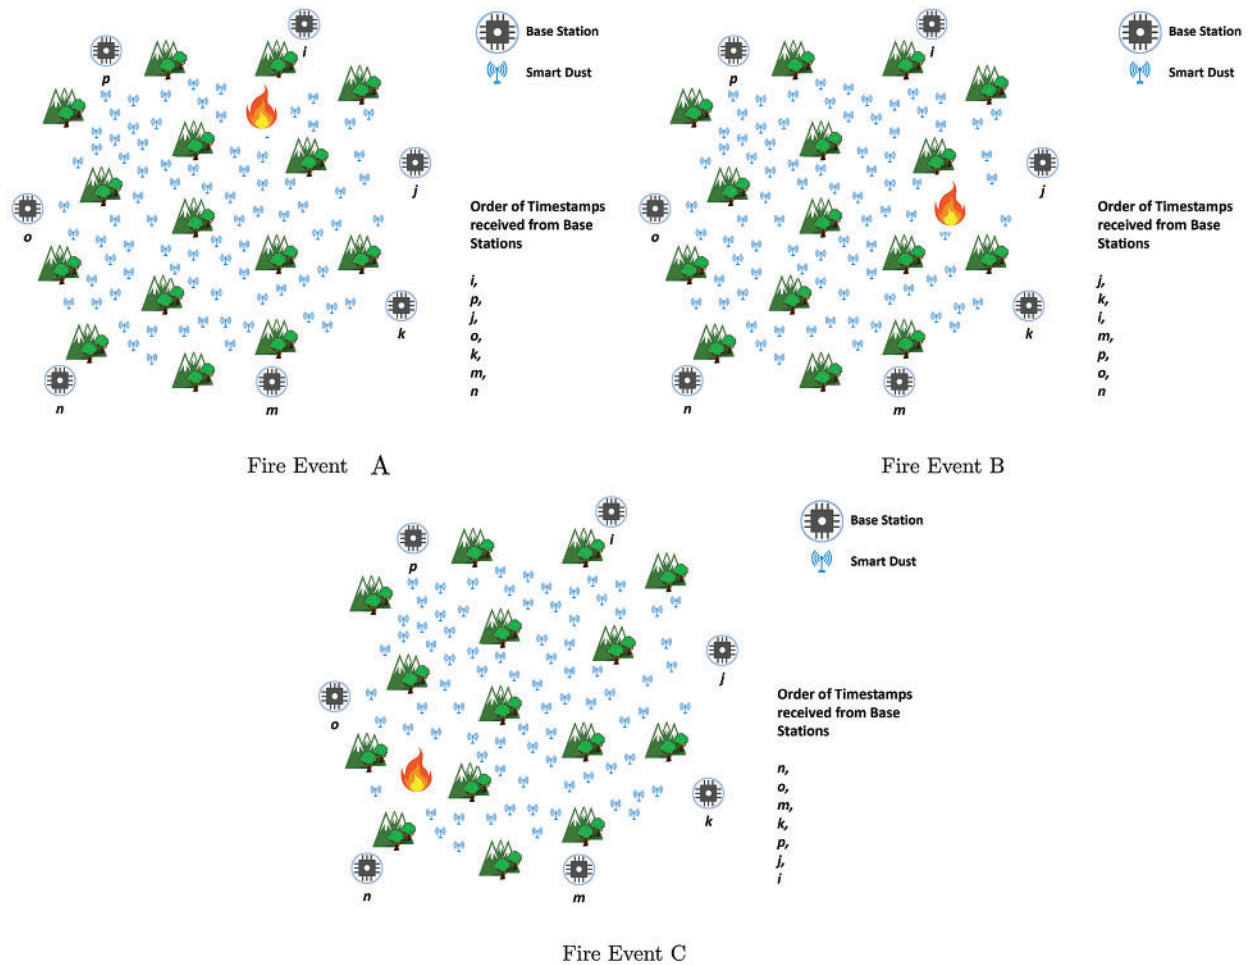 Base Station
i
p
Smart Dust
j
o
k
n
m
Order of Timestamps
received from Base
Stations
i,
p,
j,
o,
k,
m,
n
Fire Event A
Base Station
i
p
Smart Dust
j
o
k
n
m
Order of Timestamps
received from Base
Stations
j,
k,
i,
m,
p,
o,
n
Fire Event B
Base Station
i
p
Smart Dust
j
o
k
n
m
Order of Timestamps
received from Base
Stations
n,
o,
m,
k,
p,
j,
i
Fire Event C